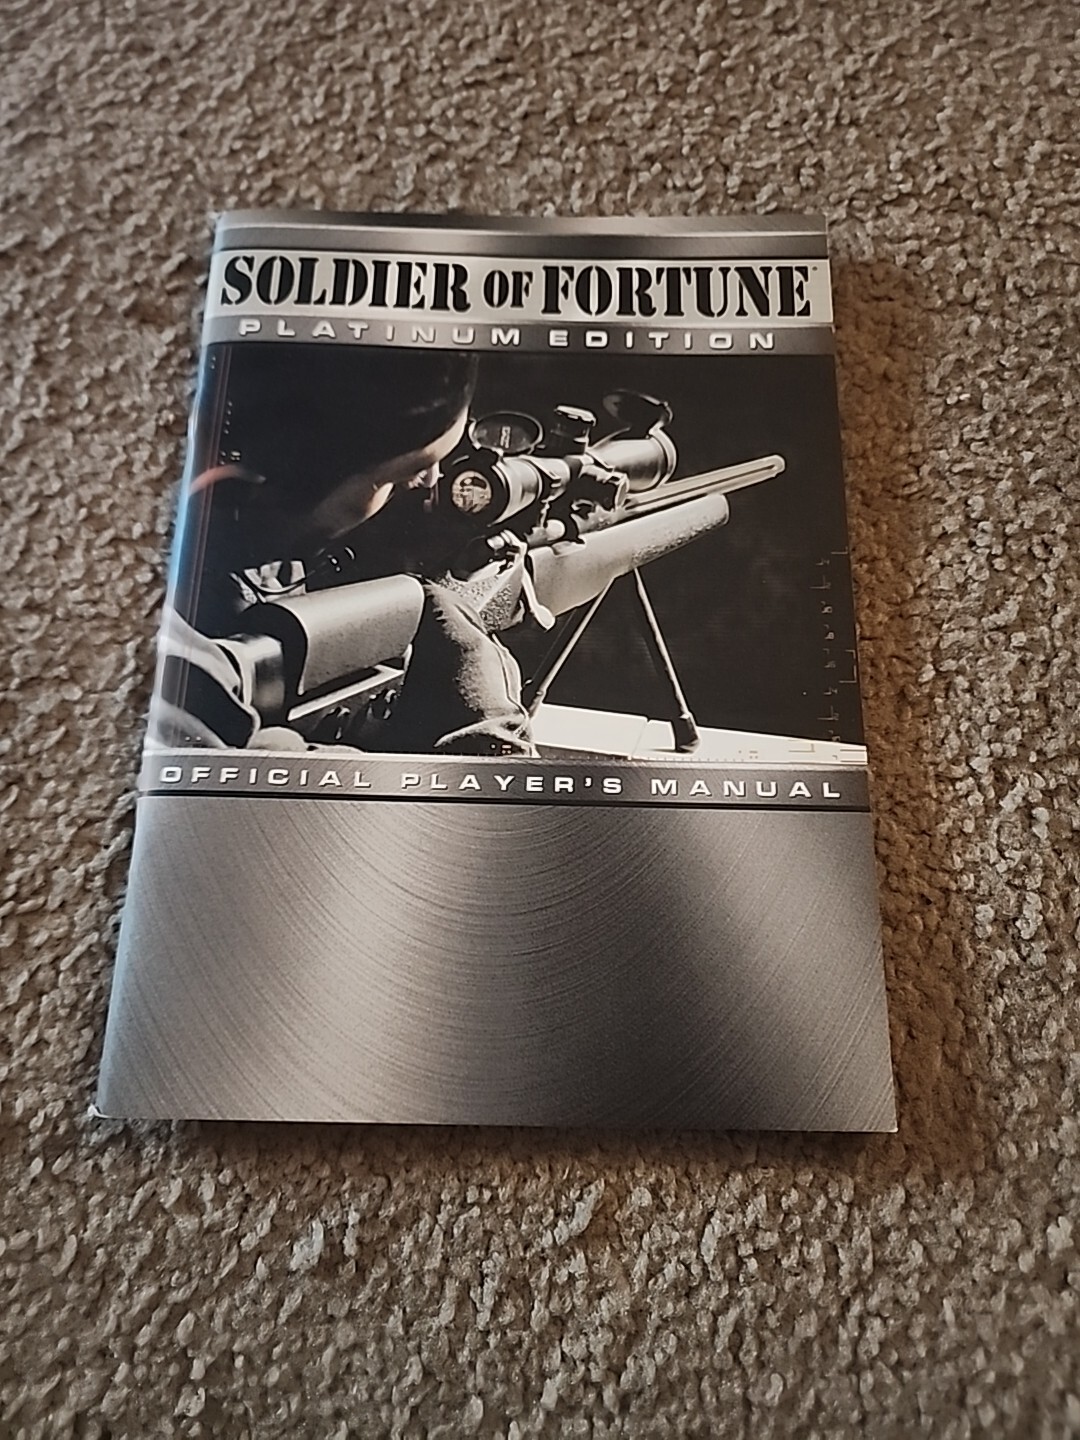 SOLDIER OF FORTUNE
PLATINUM EDITION
OFFICIAL PLAYER'S MANUAL